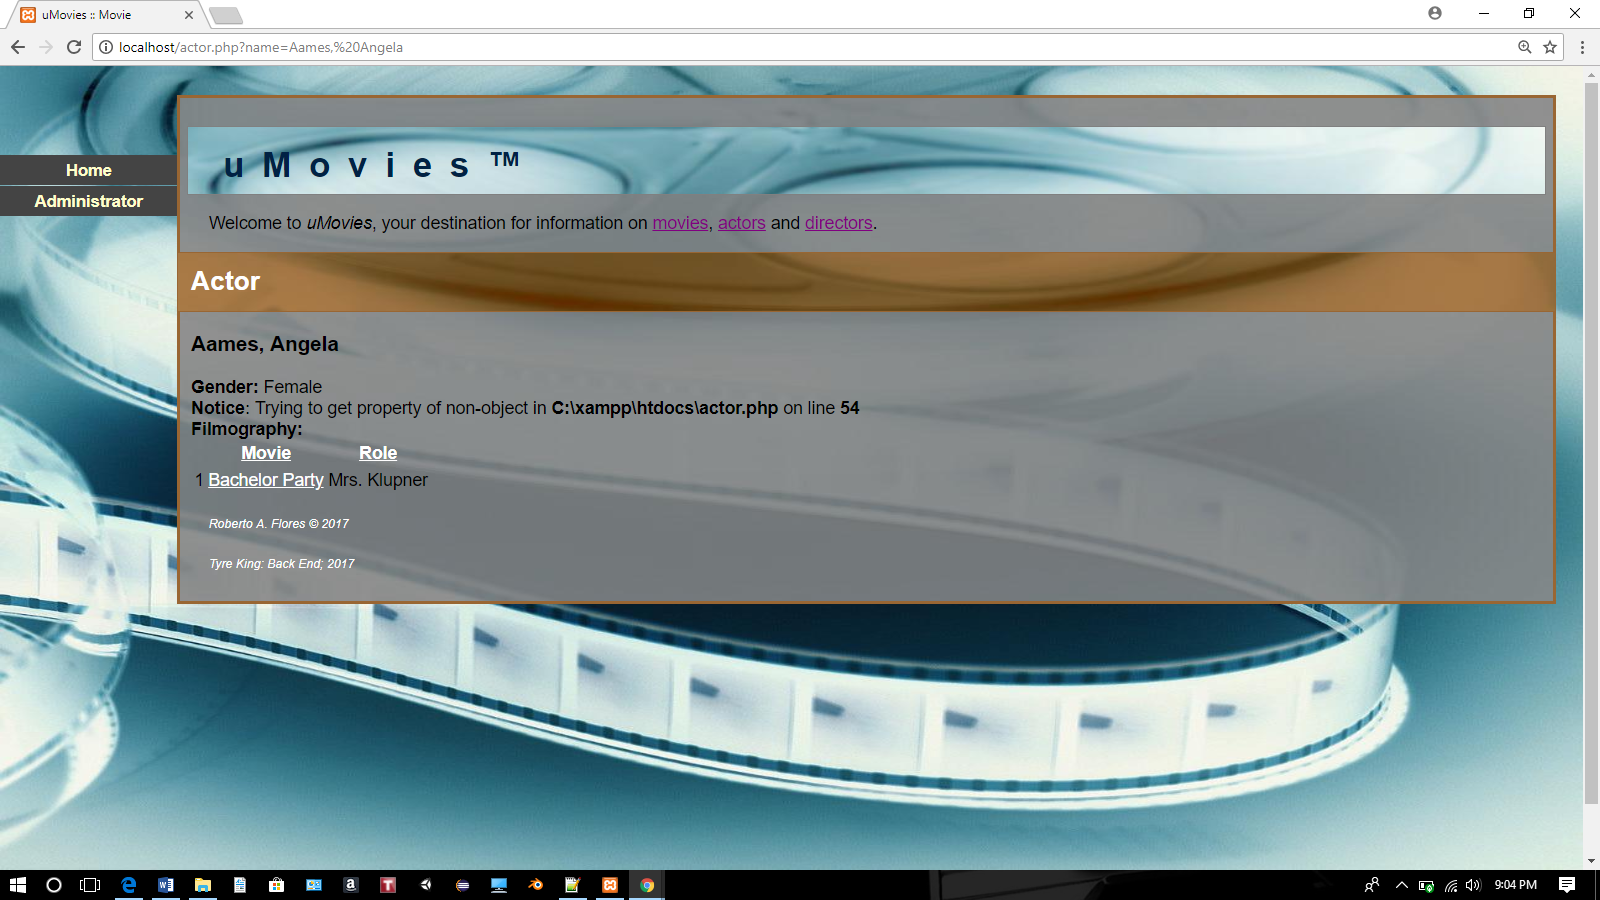 uMovies :: Movie
localhost/actor.php?name=Aames,%20Angela
u M o v i e s ™
Home
Administrator
Welcome to uMovies, your destination for information on movies, actors and directors.
Actor
Aames, Angela
Gender: Female
Notice: Trying to get property of non-object in C:\xampp\htdocs\actor.php on line 54
Filmography:
Movie Role
1 Bachelor Party Mrs. Klupner
Roberto A. Flores © 2017
Tyre King: Back End; 2017
9:04 PM